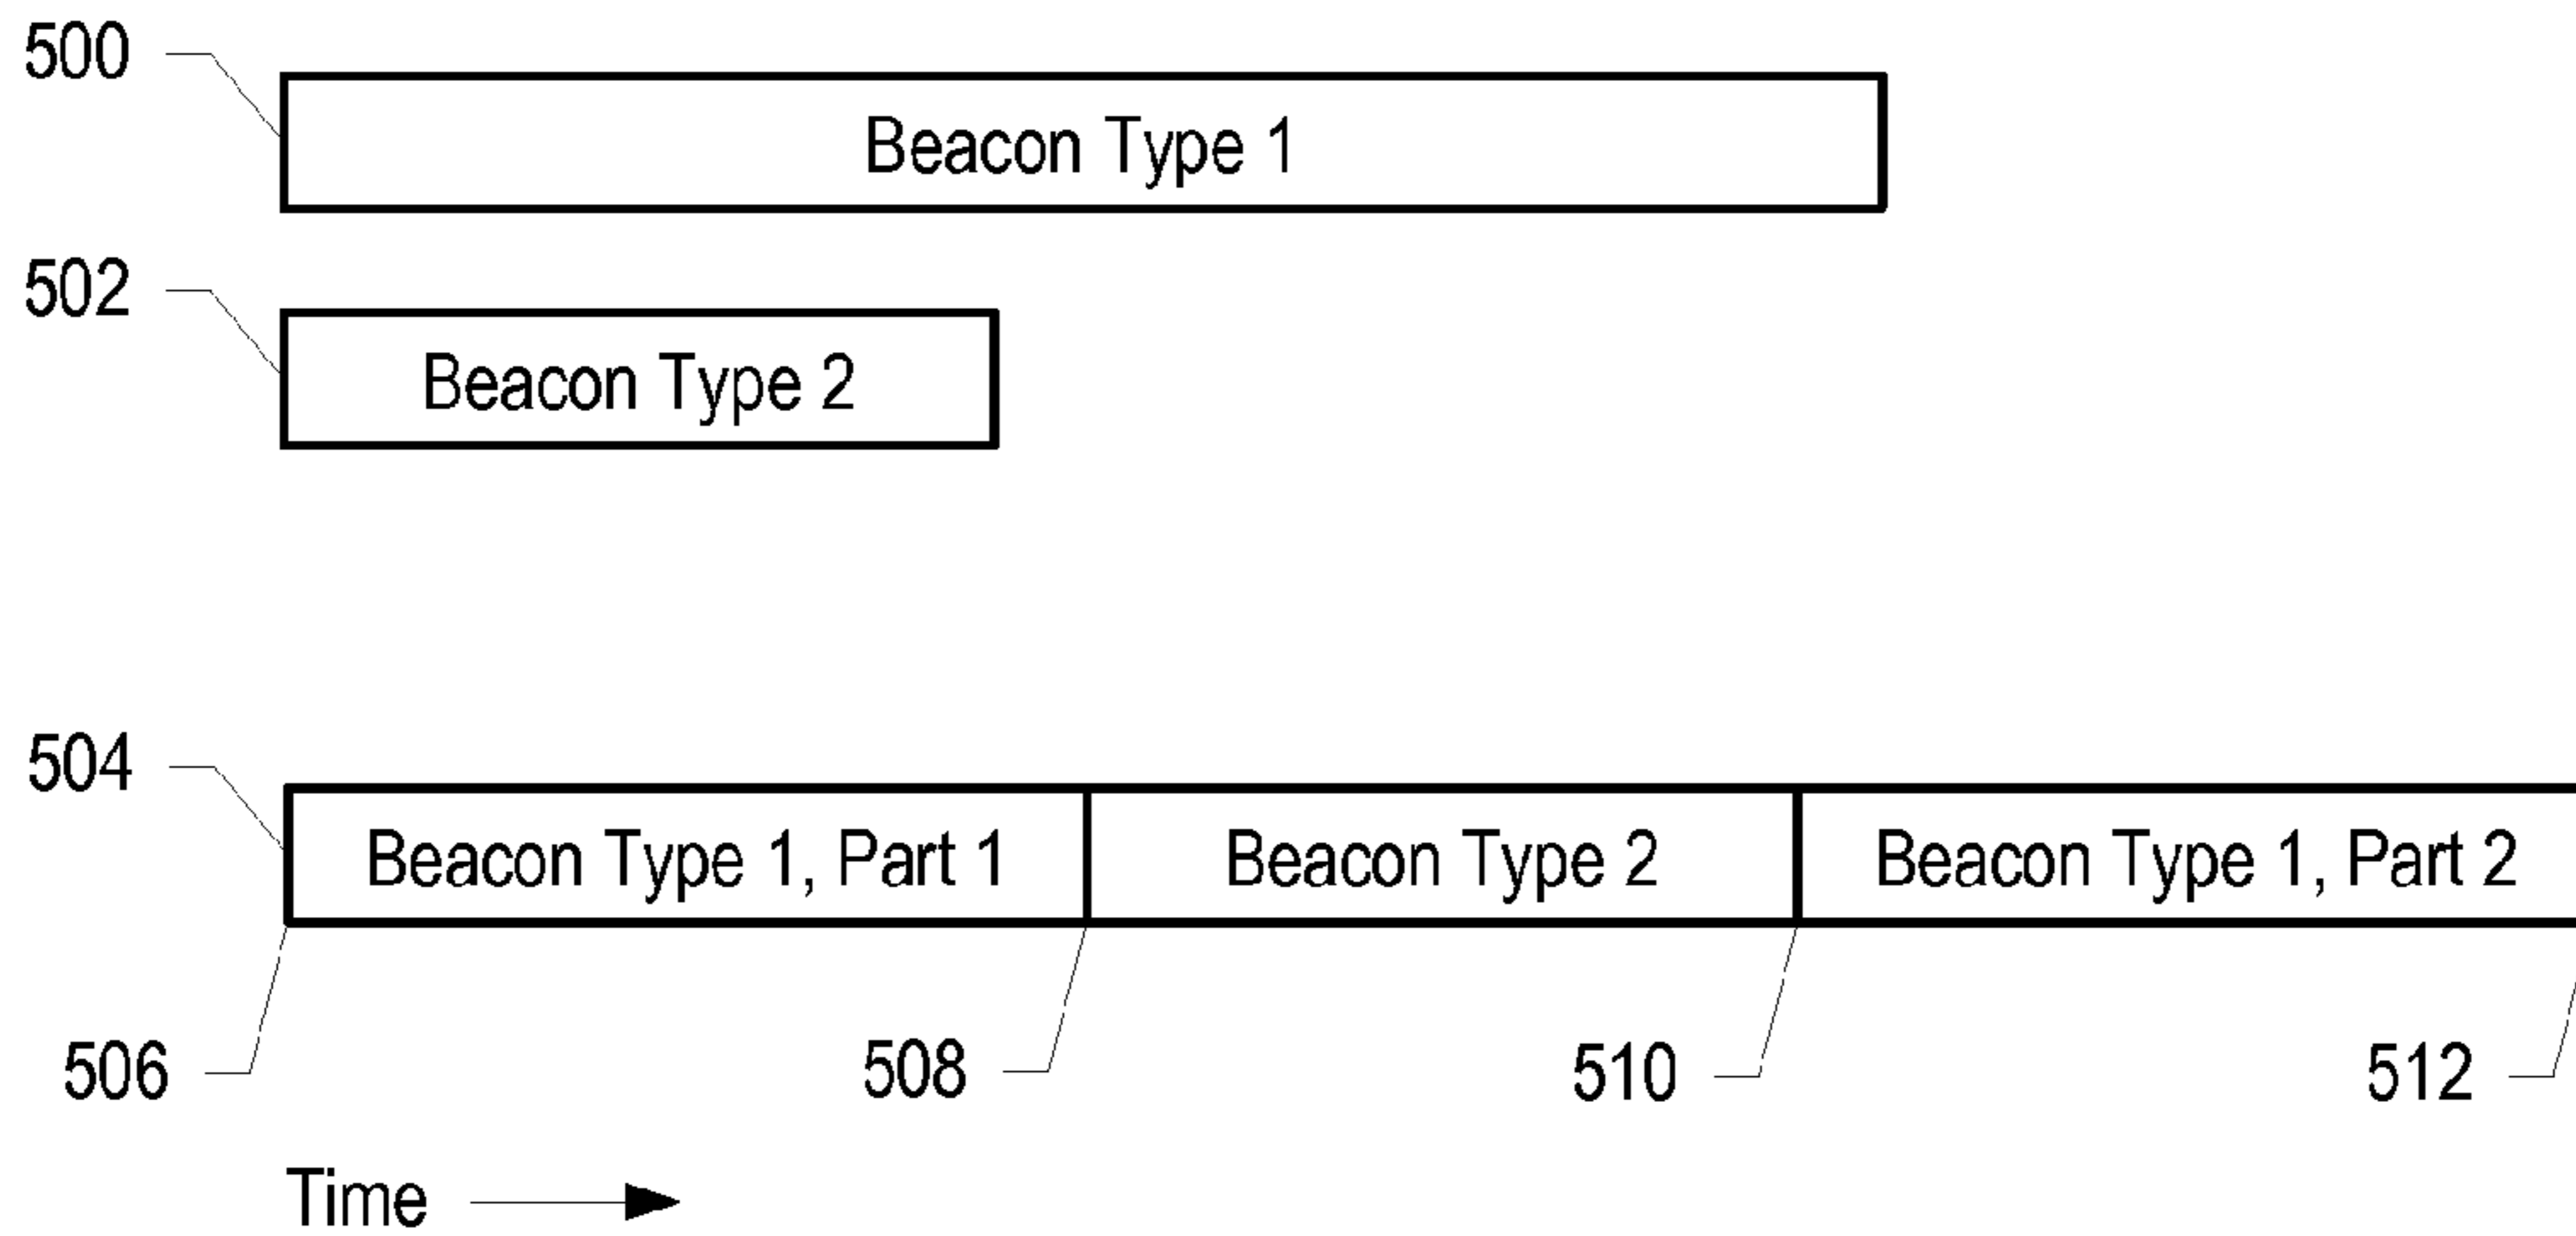 500
Beacon Type 1
502
Beacon Type 2
504
Beacon Type 1, Part 1 Beacon Type 2 Beacon Type 1, Part 2
506 508 510 512
Time